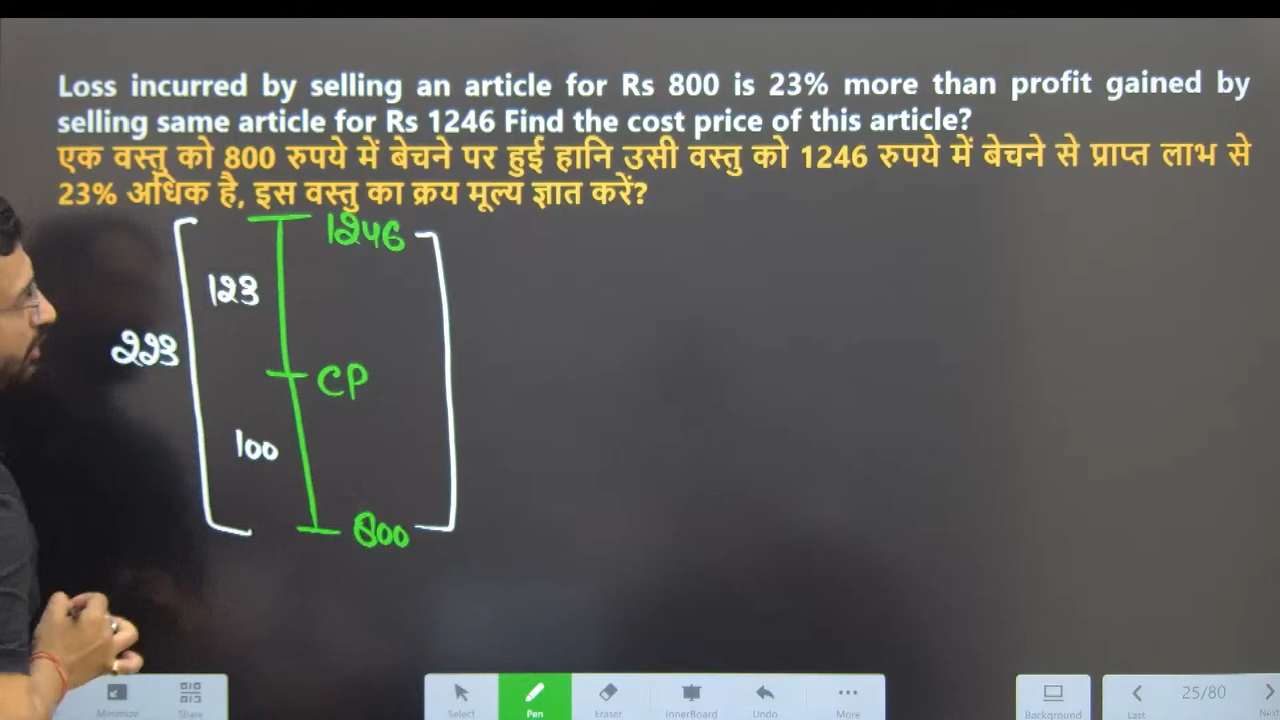 Loss incurred by selling an article for Rs 800 is 23% more than profit gained by
selling same article for Rs 1246 Find the cost price of this article?
एक वस्तु को 800 रुपये में बेचने पर हुई हानि उसी वस्तु को 1246 रुपये में बेचने से प्राप्त लाभ से
23% अधिक है, इस वस्तु का क्रय मूल्य ज्ञात करें?
1246
123
223
CP
100
800
Minimize
Share
Select
Pen
Eraser
InnerBoard
Undo
More
Background
Last
25/80
Next